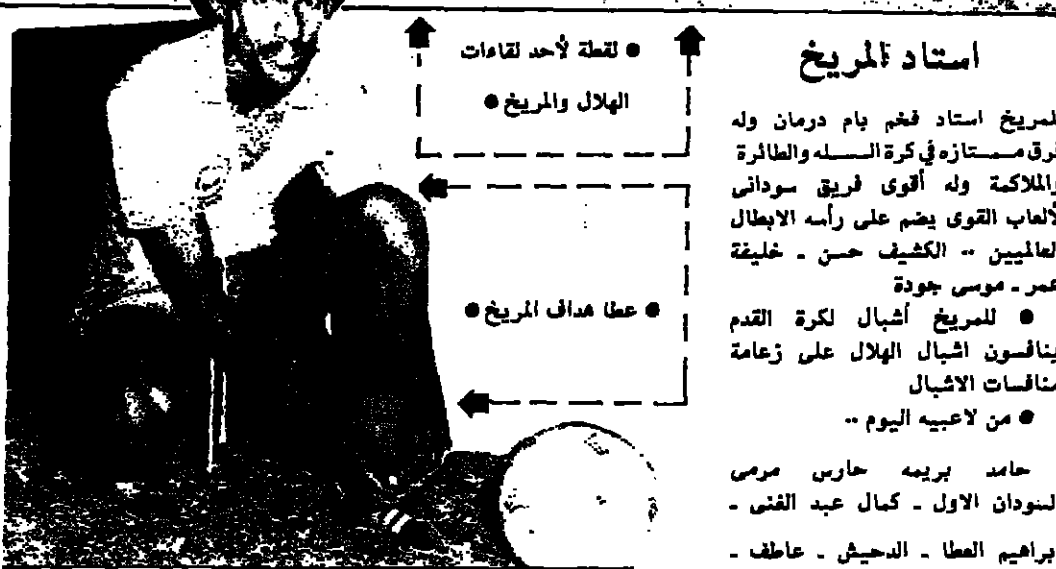 استاد المريخ
للمريخ استاد فخم بام درمان وله
فرق ممتازه في كرة السله والطائرة
والملاكمة وله أقوى فريق سودانى
لالعاب القوى يضم على رأسه الابطال
العالميين .. الكشيف حسن ـ خليفة
عمر ـ موسى جودة
● للمريخ أشبال لكرة القدم
ينافسون اشبال الهلال على زعامة
منافسات الاشبال
● من لاعبيه اليوم ..
حامد بريمه حارس مرمى
السودان الاول ـ كمال عبد الغنى ـ
ابراهيم العطا ـ الدحيش ـ عاطف ـ
● لقطة لأحد لقاءات
الهلال والمريخ ●
● عطا هداف المريخ ●